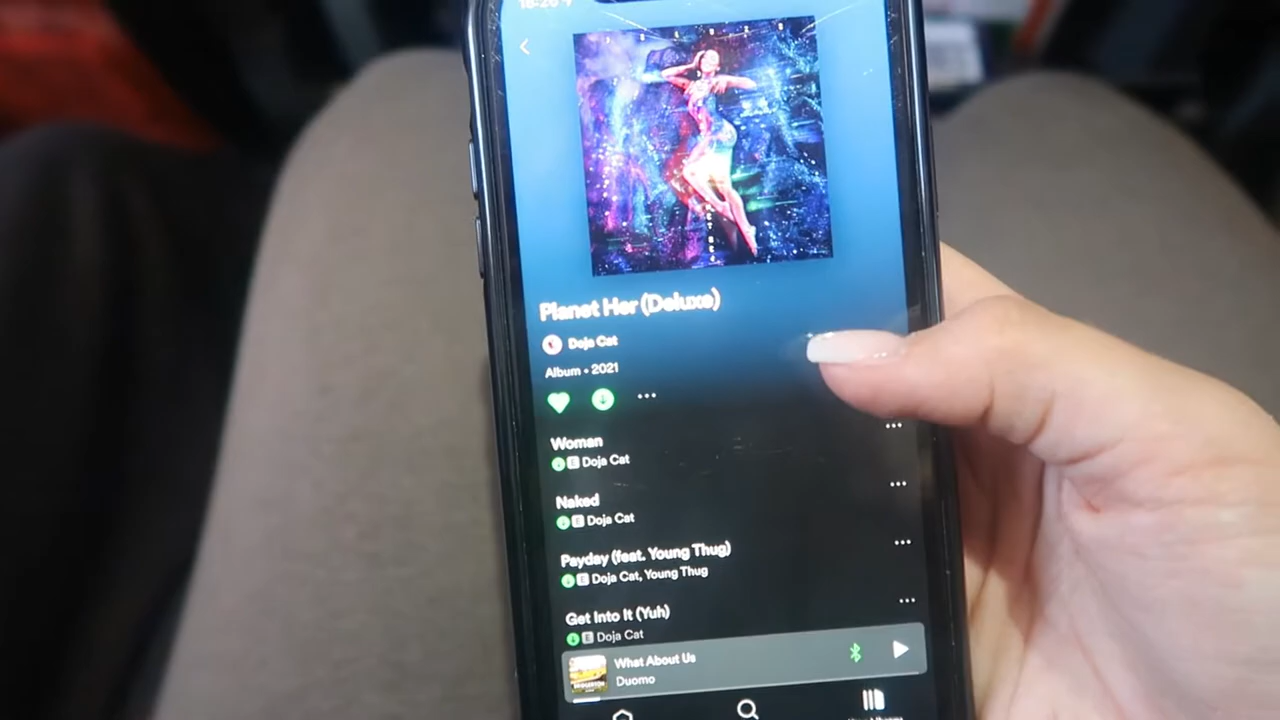 Planet Her (Deluxe)
Doja Cat
Album • 2021
Woman
E Doja Cat
Naked
E Doja Cat
Payday (feat. Young Thug)
E Doja Cat, Young Thug
Get Into It (Yuh)
E Doja Cat
What About Us
Duomo